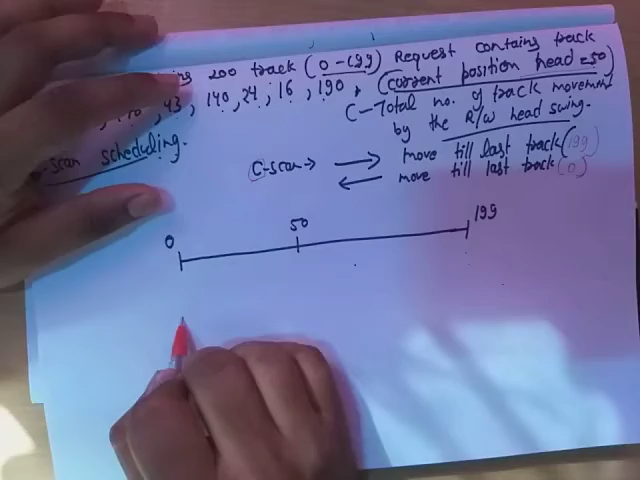 200 track (0-199) Request contains track
43, 140, 24, 16, 190. (current position head=50)
C-Total no. of track movement
by the R/W head swing.
scan scheduling.
C-scan→ → move till last track(199)
← move till last track(0)
0 50 199